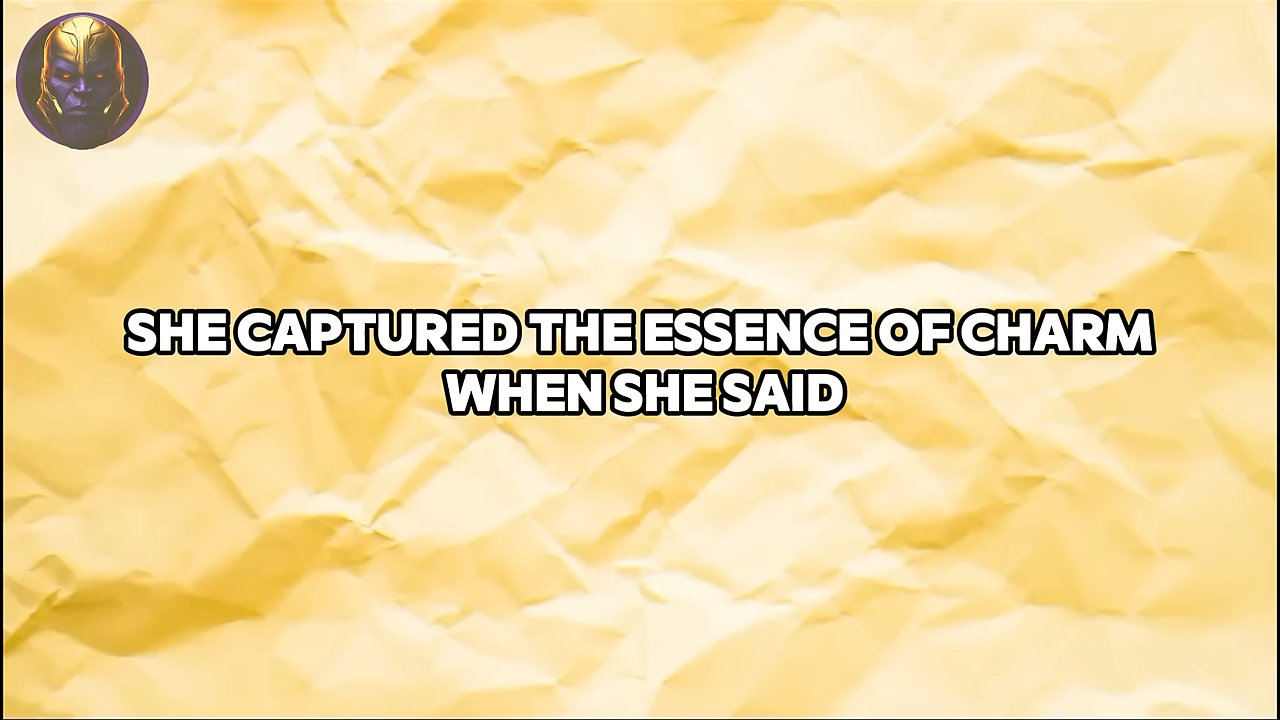 SHE CAPTURED THE ESSENCE OF CHARM
WHEN SHE SAID